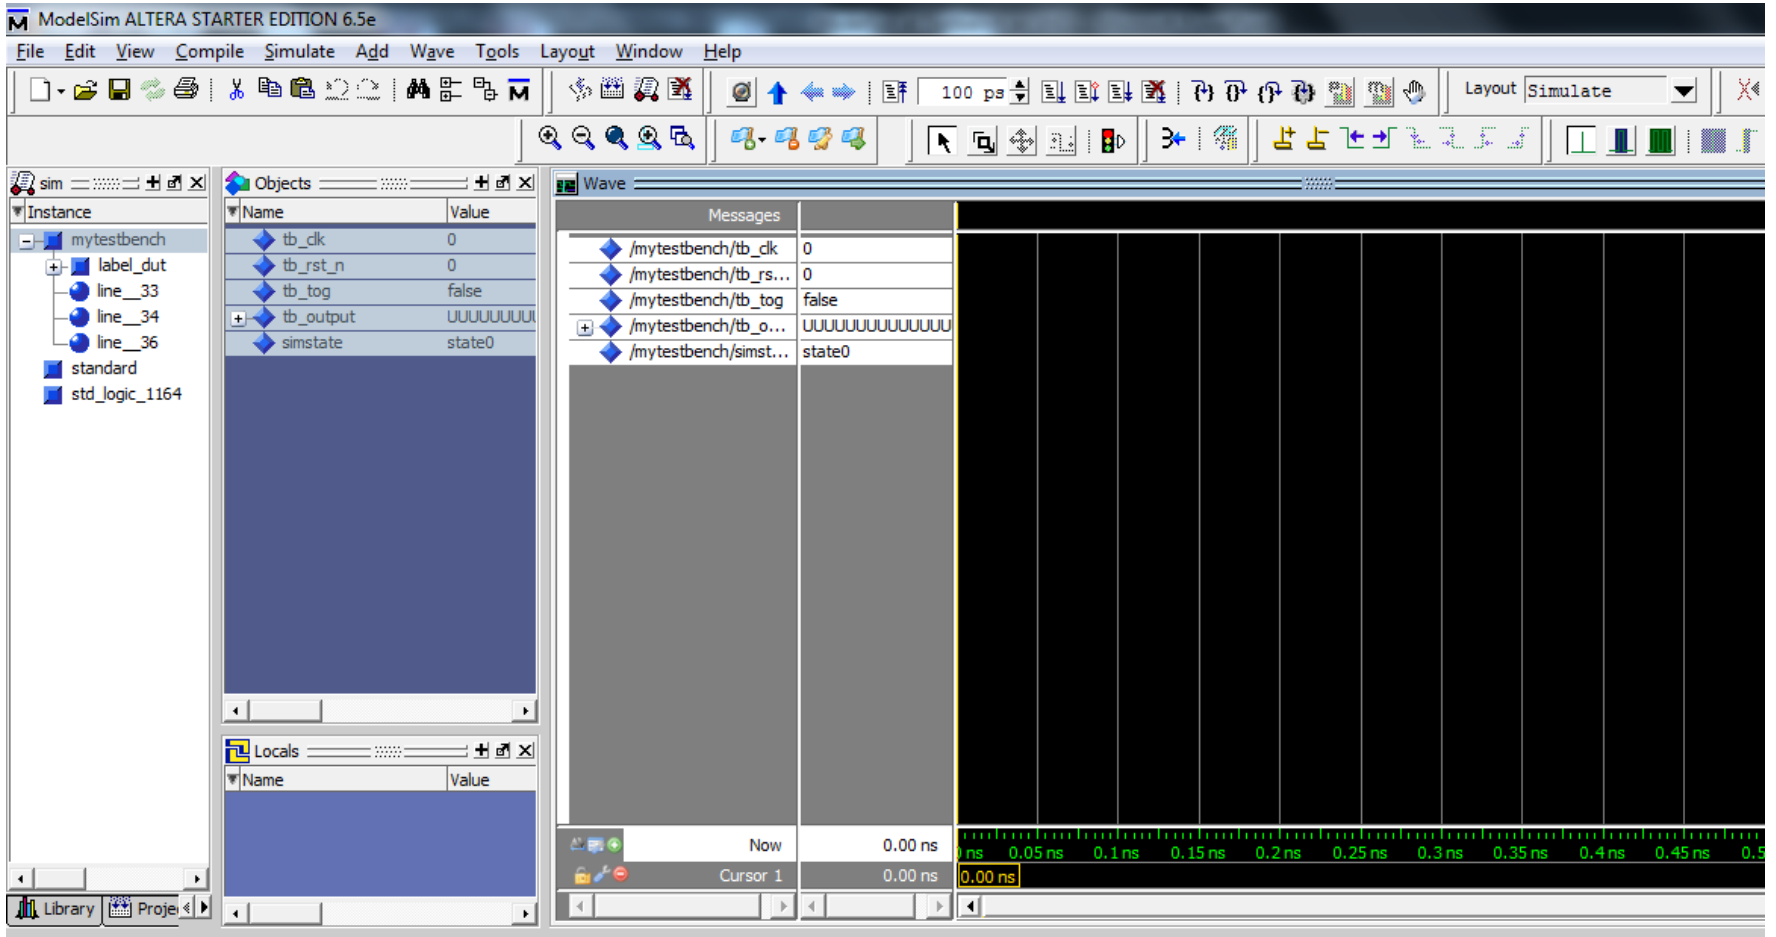 ModelSim ALTERA STARTER EDITION 6.5e
File Edit View Compile Simulate Add Wave Tools Layout Window Help
100 ps Layout Simulate
sim
Instance
mytestbench
label_dut
line__33
line__34
line__36
standard
std_logic_1164
Library Projec
Objects
Name Value
tb_clk 0
tb_rst_n 0
tb_tog false
tb_output UUUUUUUU
simstate state0
Locals
Name Value
Wave
Messages
/mytestbench/tb_clk 0
/mytestbench/tb_rs... 0
/mytestbench/tb_tog false
/mytestbench/tb_o... UUUUUUUUUUUUUU
/mytestbench/simst... state0
Now 0.00 ns
Cursor 1 0.00 ns
ns 0.05 ns 0.1 ns 0.15 ns 0.2 ns 0.25 ns 0.3 ns 0.35 ns 0.4 ns 0.45 ns 0.5
0.00 ns